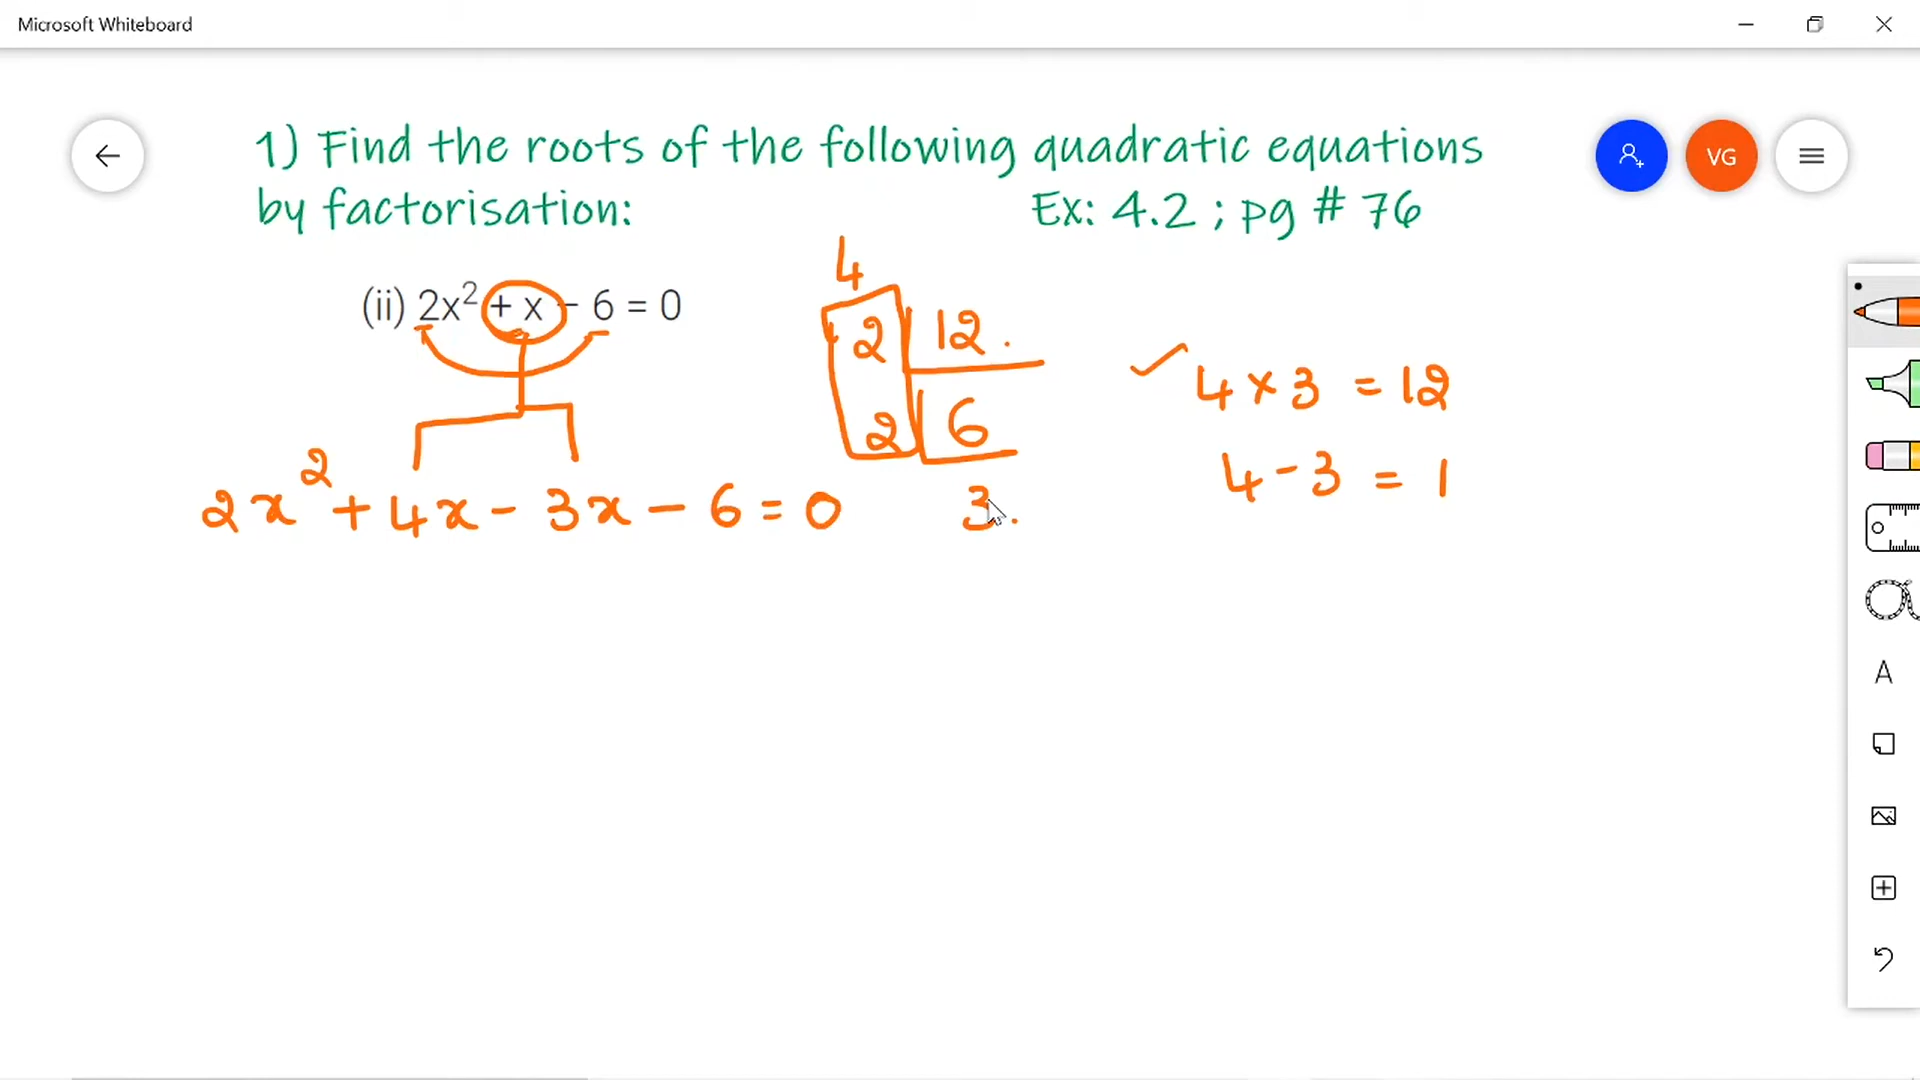 Microsoft Whiteboard
1) Find the roots of the following quadratic equations
by factorisation: Ex: 4.2 ; pg # 76
VG
(ii) 2x² + x - 6 = 0
4
2 | 12.
2 | 6
3.
4 × 3 = 12
4 - 3 = 1
2x² + 4x - 3x - 6 = 0
A